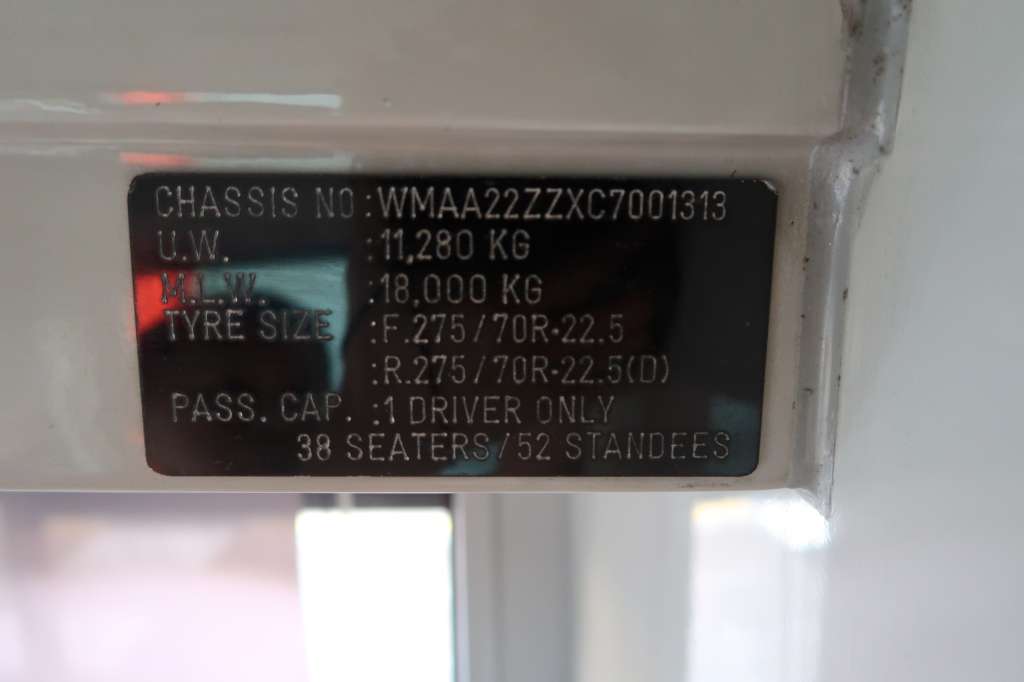 CHASSIS NO :WMAA22ZZXC7001313
U.W. :11,280 KG
M.L.W. :18,000 KG
TYRE SIZE :F.275/70R·22.5
:R.275/70R·22.5(D)
PASS. CAP. :1 DRIVER ONLY
38 SEATERS/52 STANDEES